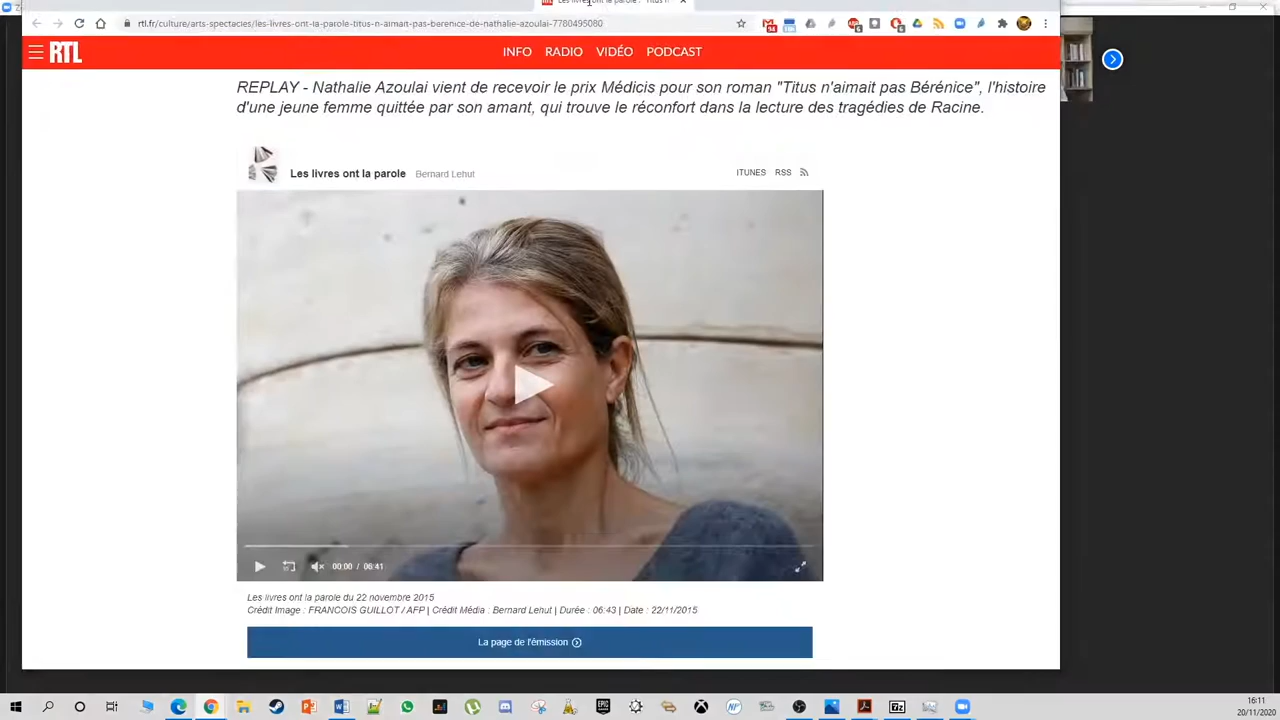 rtl.fr/culture/arts-spectacles/les-livres-ont-la-parole-titus-n-aimait-pas-berenice-de-nathalie-azoulai-7780495080
RTL
INFO RADIO VIDÉO PODCAST
REPLAY - Nathalie Azoulai vient de recevoir le prix Médicis pour son roman "Titus n'aimait pas Bérénice", l'histoire
d'une jeune femme quittée par son amant, qui trouve le réconfort dans la lecture des tragédies de Racine.
Les livres ont la parole Bernard Lehut
ITUNES RSS
00:00 / 06:41
Les livres ont la parole du 22 novembre 2015
Crédit Image : FRANCOIS GUILLOT / AFP | Crédit Média : Bernard Lehut | Durée : 06:43 | Date : 22/11/2015
La page de l'émission
16:11
20/11/2020